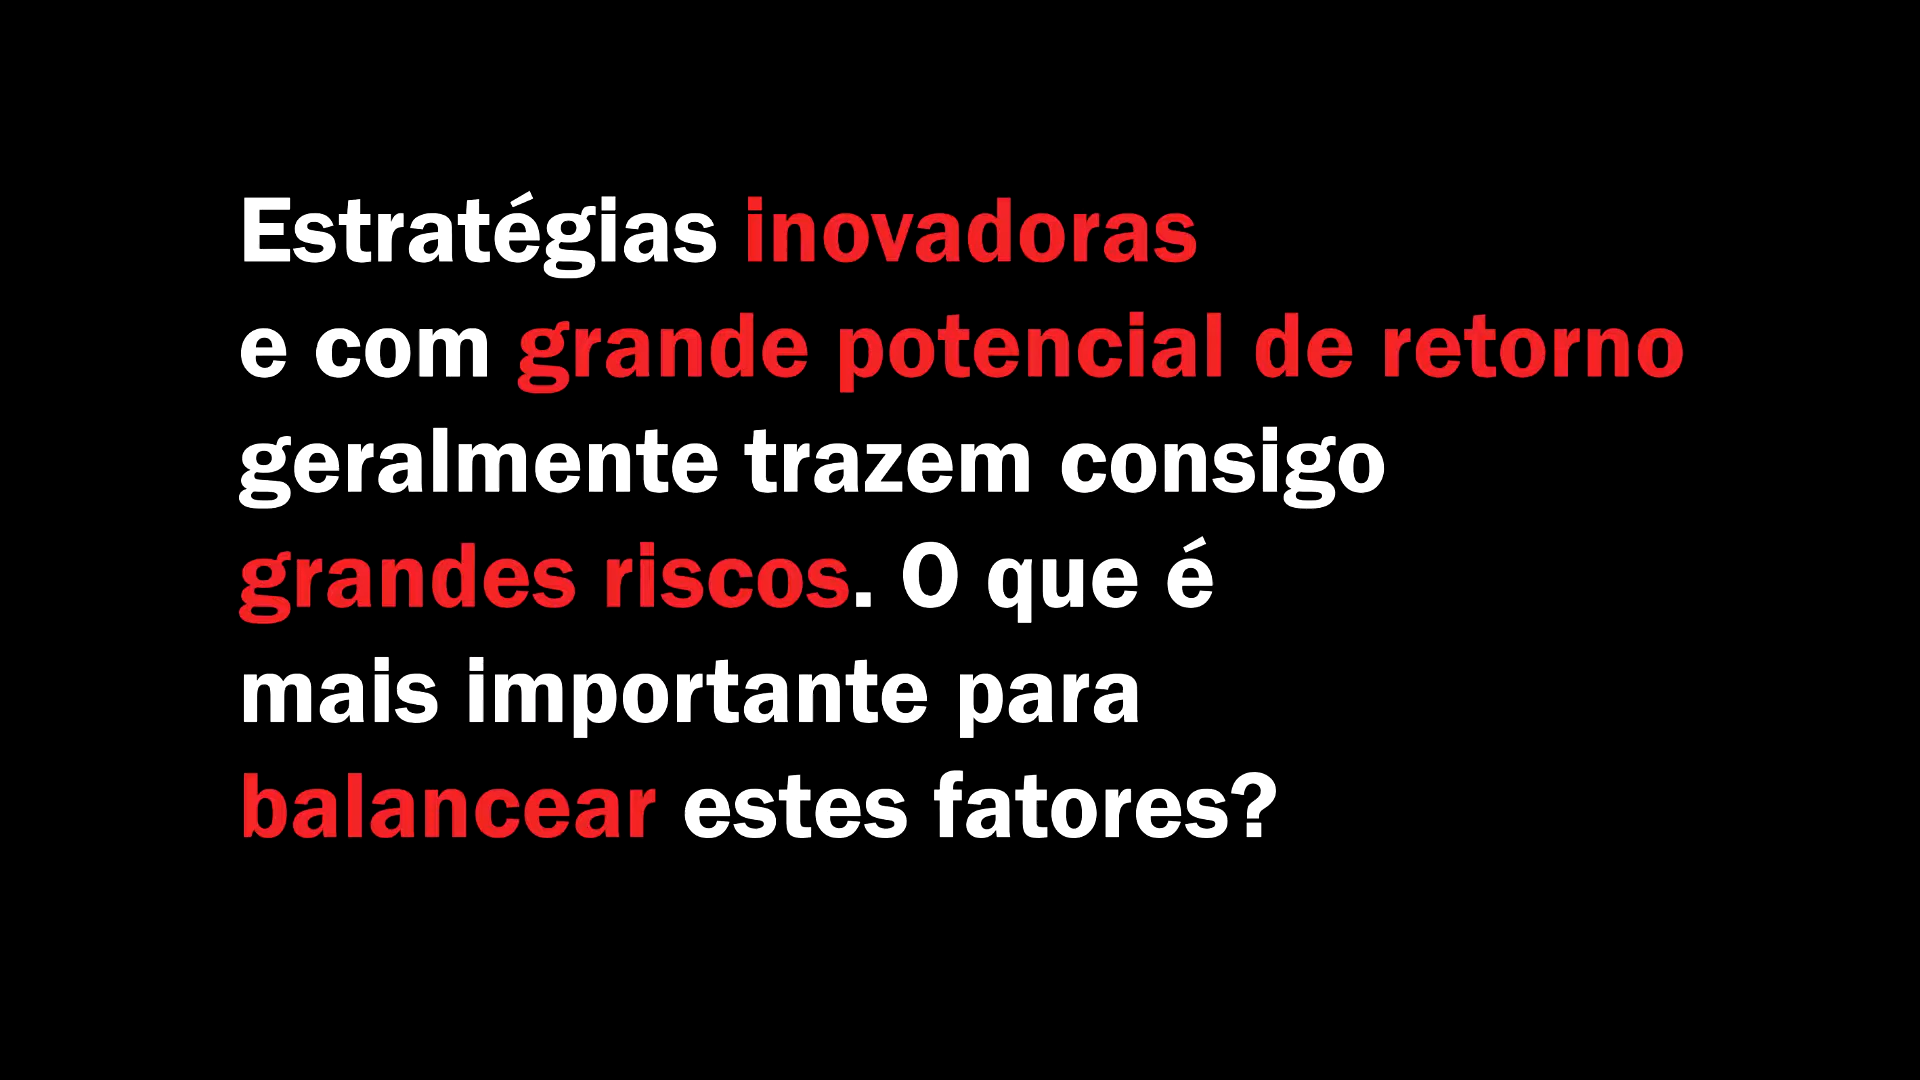 Estratégias inovadoras
e com grande potencial de retorno
geralmente trazem consigo
grandes riscos. O que é
mais importante para
balancear estes fatores?